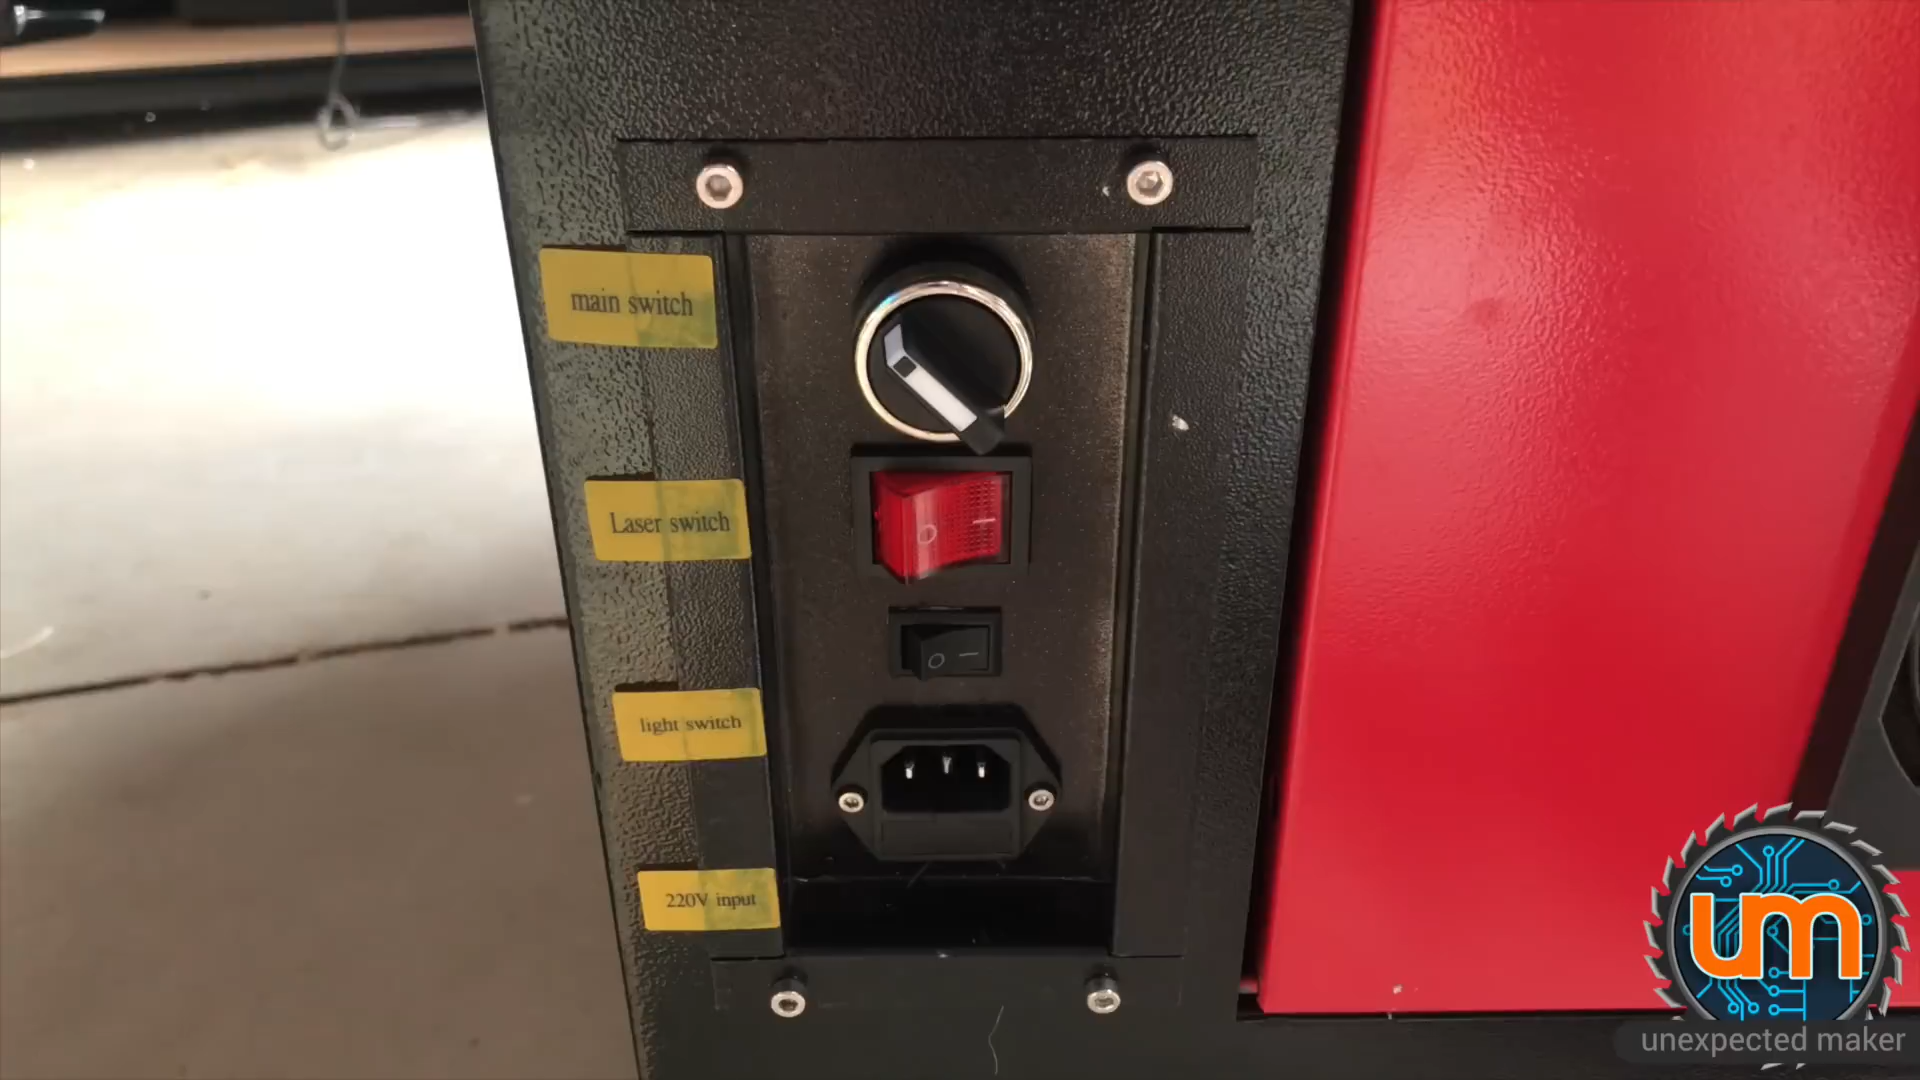 main switch
Laser switch
O —
O —
light switch
220V input
um
unexpected maker